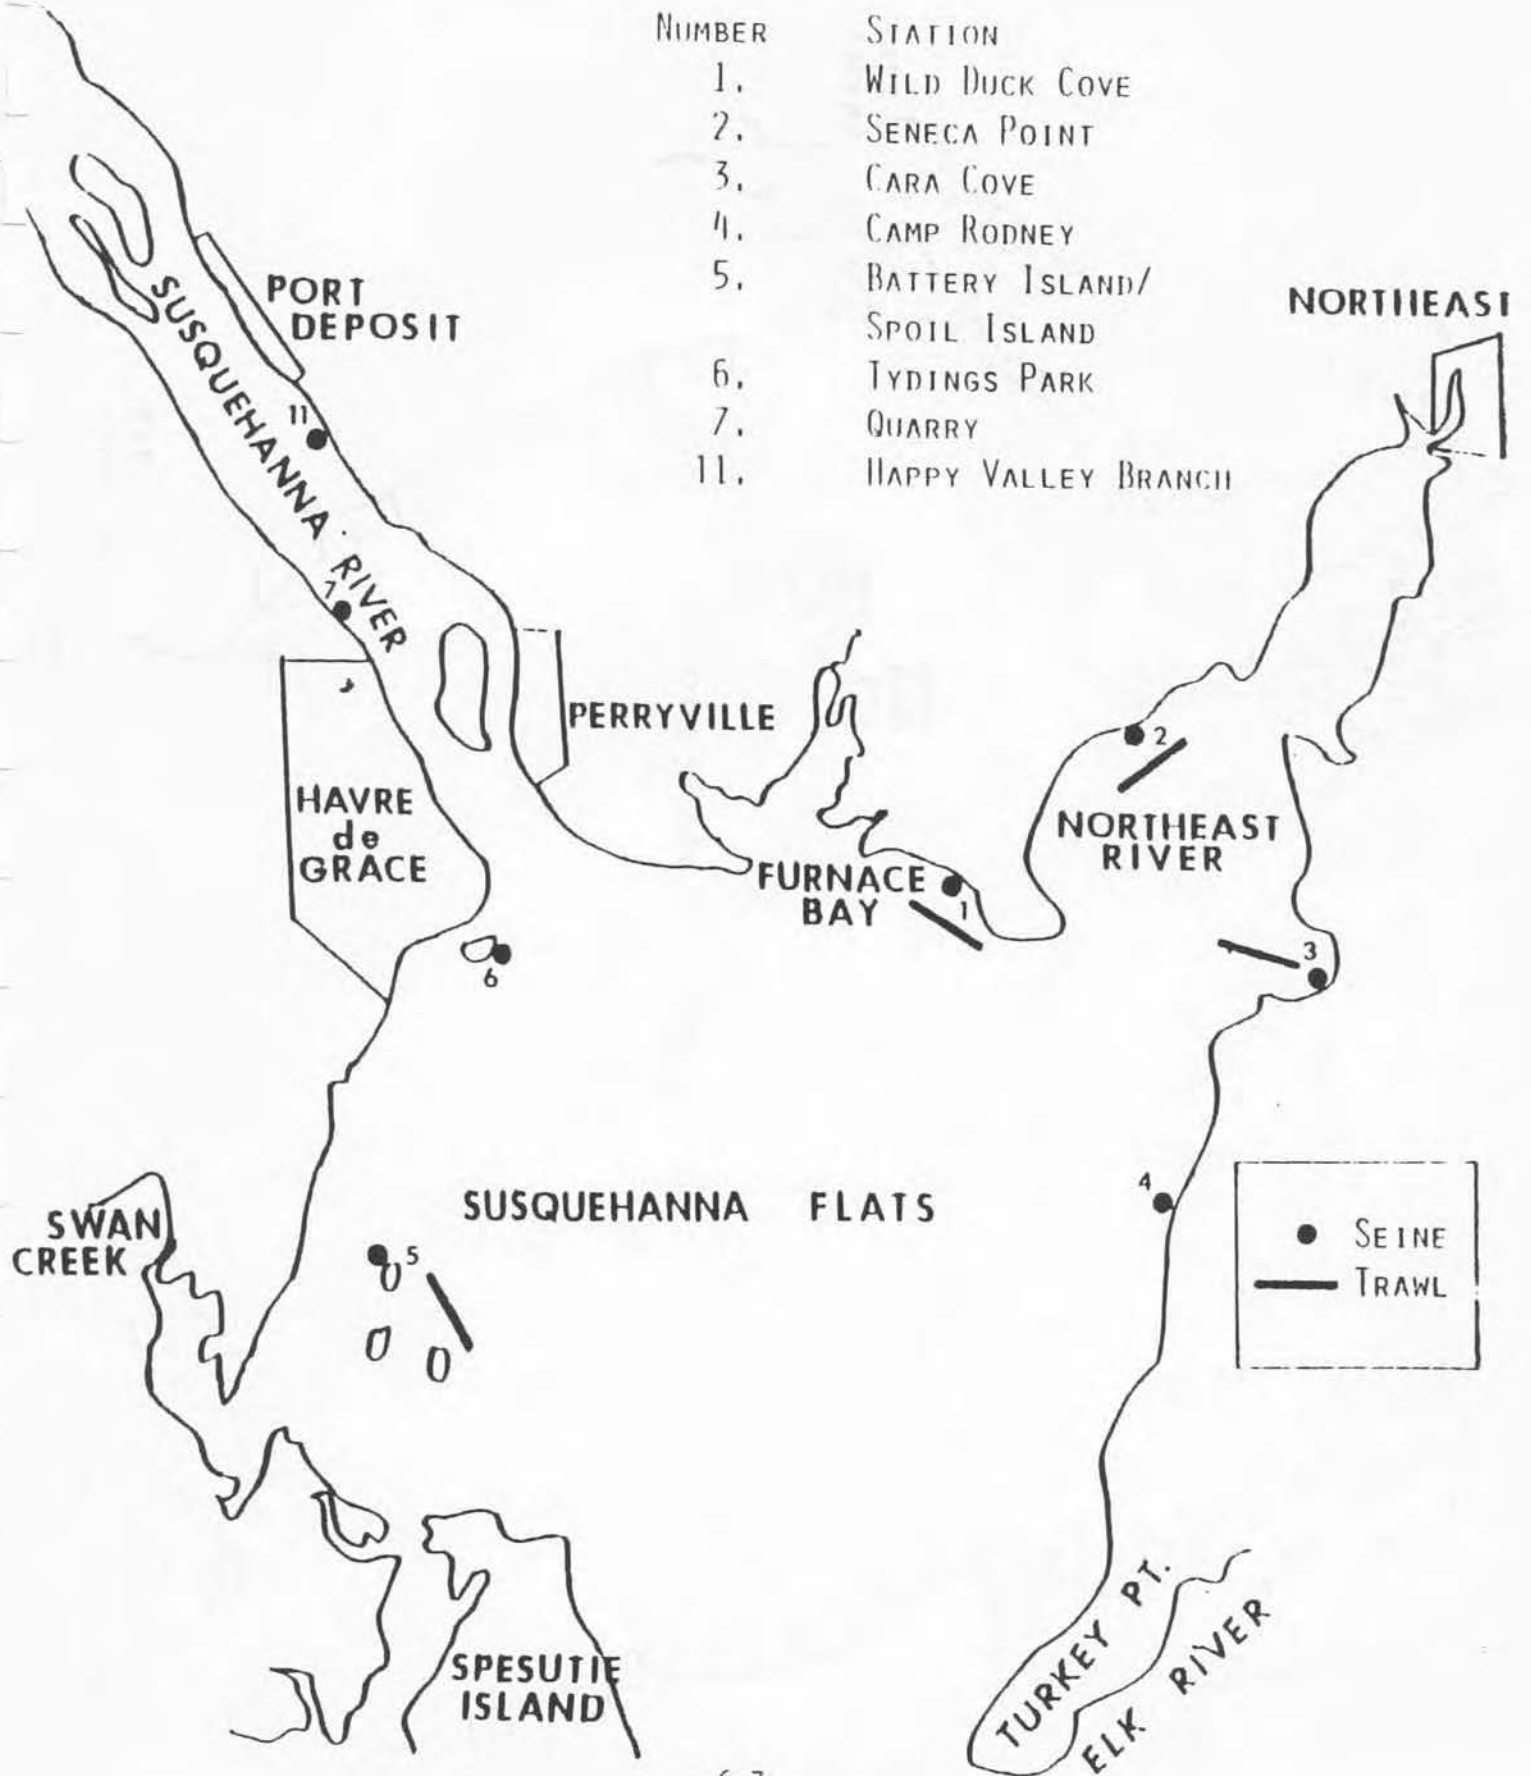 NUMBER STATION
1. WILD DUCK COVE
2. SENECA POINT
3. CARA COVE
4. CAMP RODNEY
5. BATTERY ISLAND/
SPOIL ISLAND
6. TYDINGS PARK
7. QUARRY
11. HAPPY VALLEY BRANCH
PORT
DEPOSIT
NORTHEAST
SUSQUEHANNA RIVER
11
7
PERRYVILLE
2
HAVRE
de
GRACE
NORTHEAST
RIVER
FURNACE
BAY
1
3
6
4
SUSQUEHANNA FLATS
SWAN
CREEK
5
SEINE
TRAWL
TURKEY PT.
ELK RIVER
SPESUTIE
ISLAND